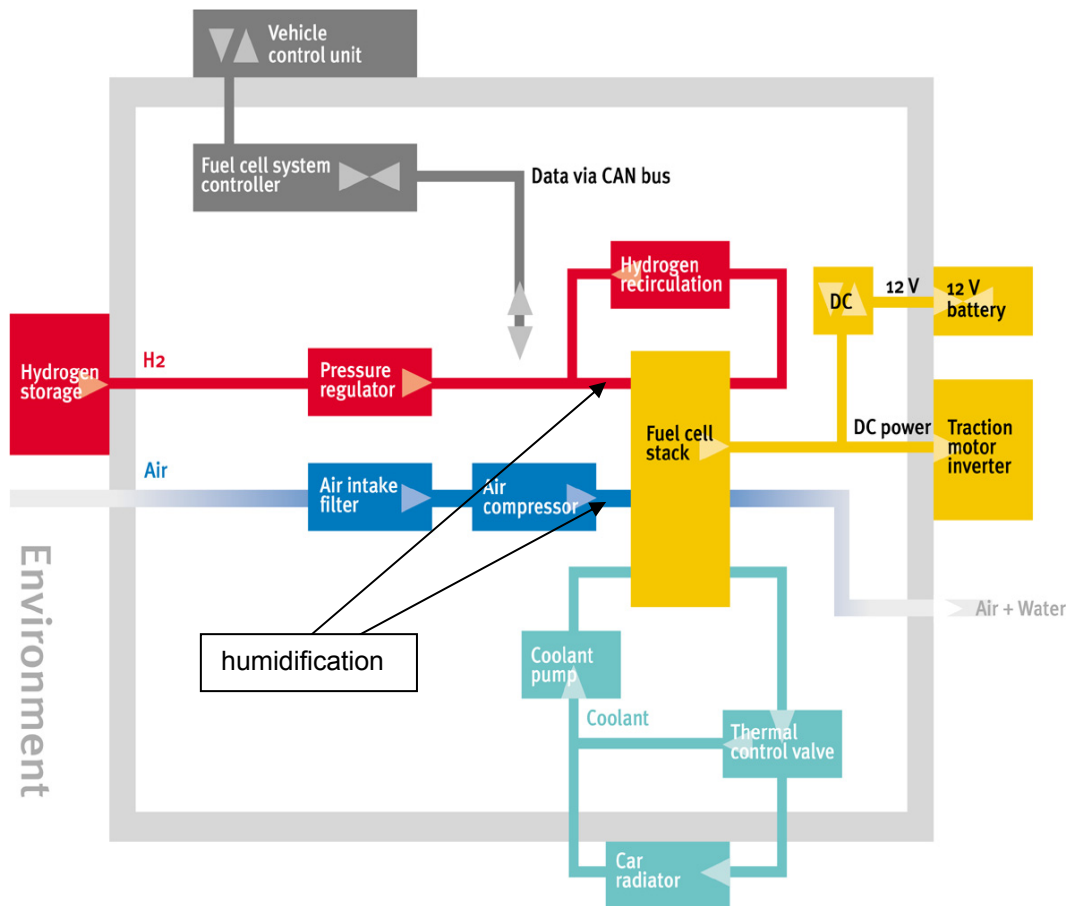 Vehicle
control unit
Fuel cell system
controller
Data via CAN bus
Hydrogen
recirculation
DC
12 V
12 V
battery
Hydrogen
storage
H2
Pressure
regulator
Fuel cell
stack
DC power
Traction
motor
inverter
Air
Air intake
filter
Air
compressor
Environment
Air + Water
humidification
Coolant
pump
Coolant
Thermal
control valve
Car
radiator